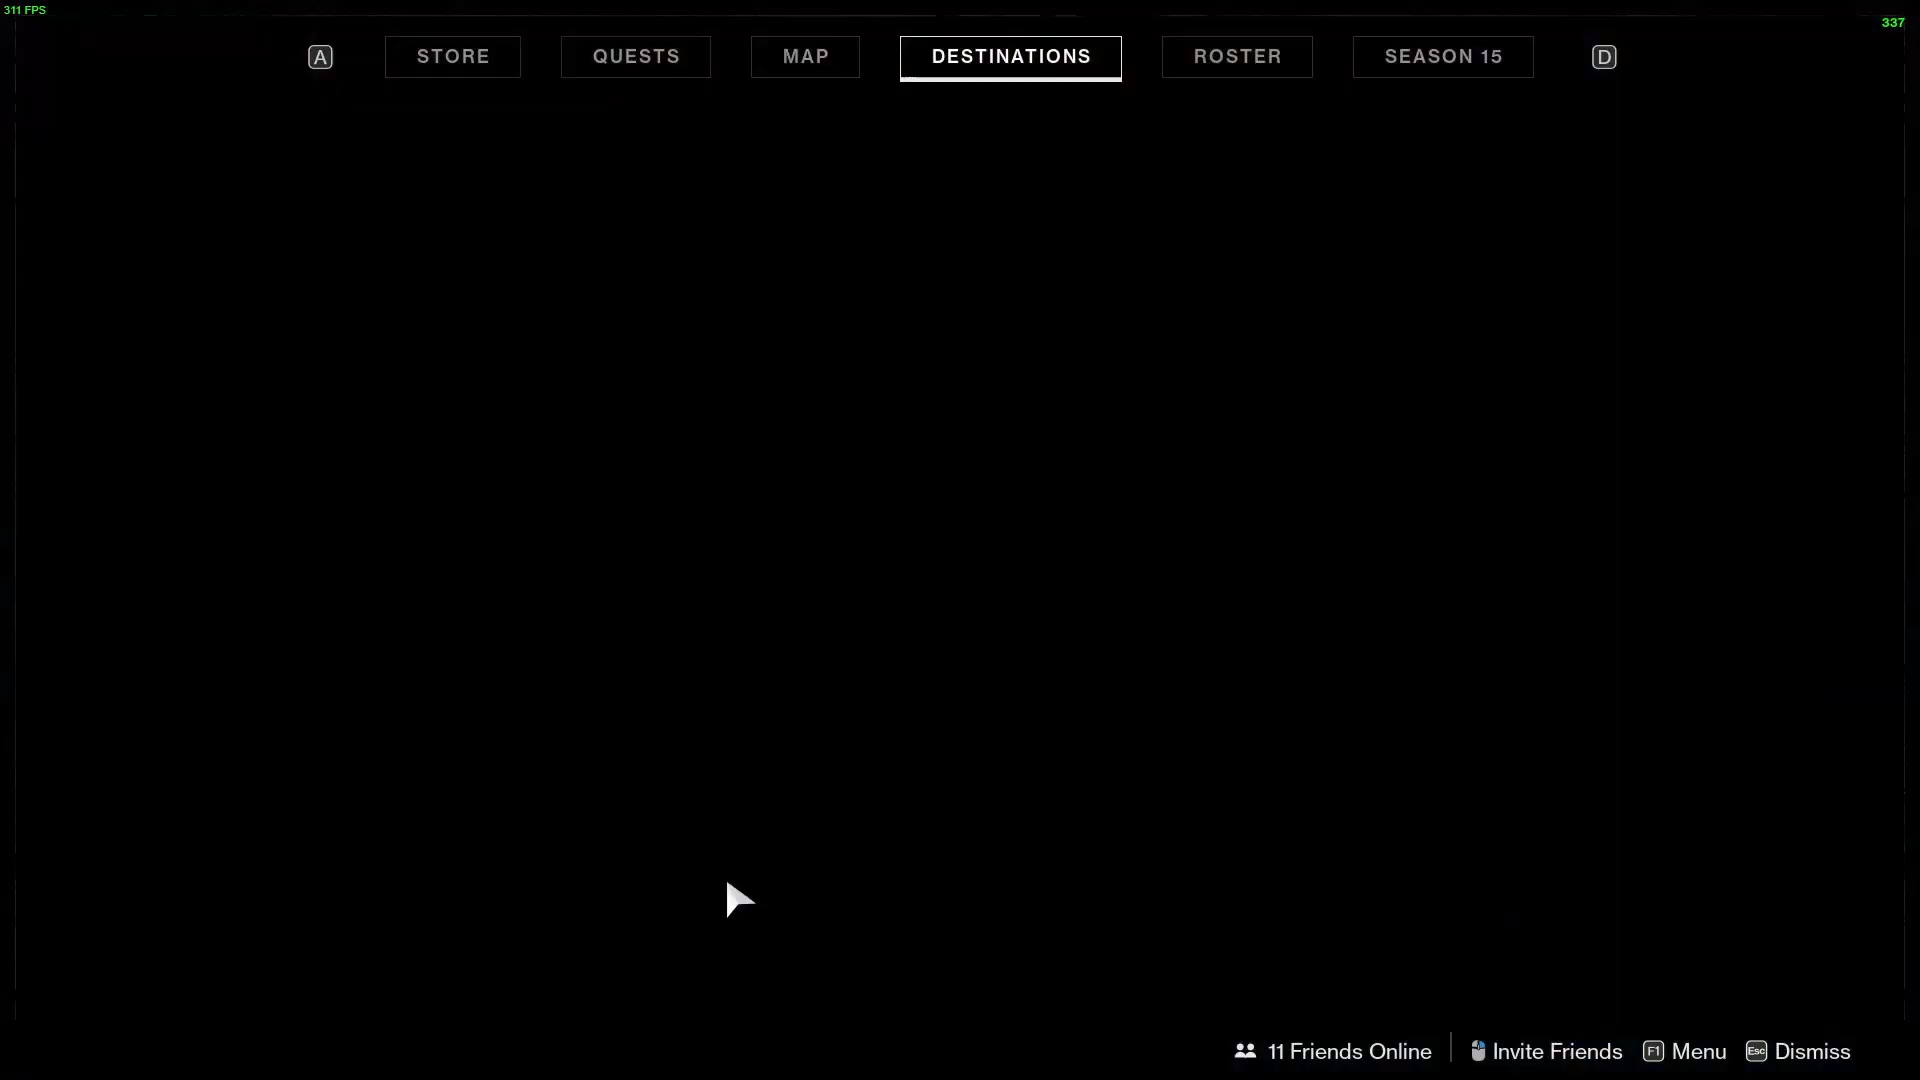 311 FPS
337
A STORE QUESTS MAP DESTINATIONS ROSTER SEASON 15 D
11 Friends Online Invite Friends F1 Menu Esc Dismiss